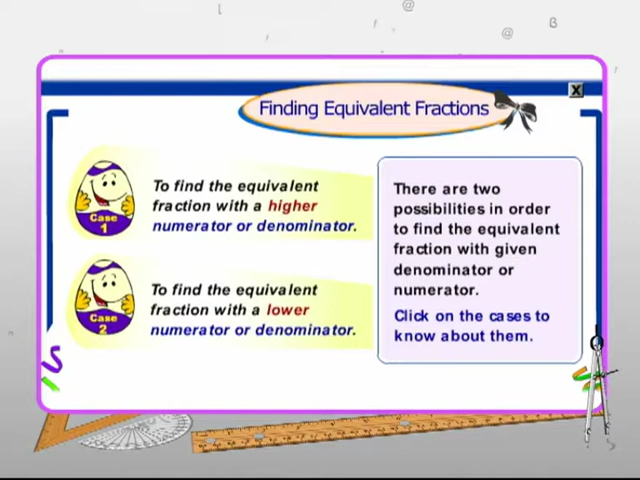 Finding Equivalent Fractions
X
To find the equivalent
fraction with a higher
numerator or denominator.
Case
1
To find the equivalent
fraction with a lower
numerator or denominator.
Case
2
There are two
possibilities in order
to find the equivalent
fraction with given
denominator or
numerator.
Click on the cases to
know about them.